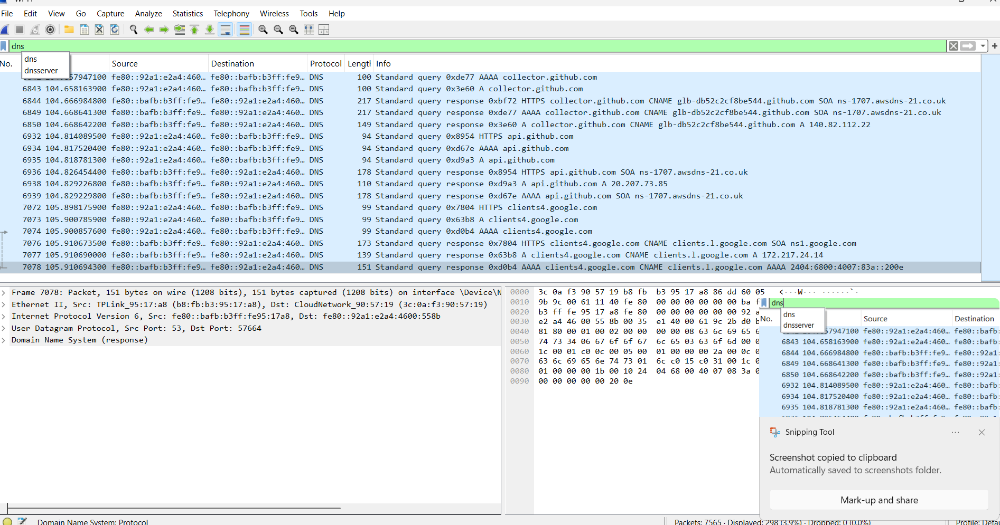 File Edit View Go Capture Analyze Statistics Telephony Wireless Tools Help
dns
dns
dnsserver
No. Source Destination Protocol Length Info
57947100 fe80::92a1:e2a4:460… fe80::bafb:b3ff:fe9… DNS 100 Standard query 0xde77 AAAA collector.github.com
6843 104.658163900 fe80::92a1:e2a4:460… fe80::bafb:b3ff:fe9… DNS 100 Standard query 0x3e60 A collector.github.com
6844 104.666984800 fe80::bafb:b3ff:fe9… fe80::92a1:e2a4:460… DNS 217 Standard query response 0xbf72 HTTPS collector.github.com CNAME glb-db52c2cf8be544.github.com SOA ns-1707.awsdns-21.co.uk
6849 104.668641300 fe80::bafb:b3ff:fe9… fe80::92a1:e2a4:460… DNS 217 Standard query response 0xde77 AAAA collector.github.com CNAME glb-db52c2cf8be544.github.com SOA ns-1707.awsdns-21.co.uk
6850 104.668642200 fe80::bafb:b3ff:fe9… fe80::92a1:e2a4:460… DNS 149 Standard query response 0x3e60 A collector.github.com CNAME glb-db52c2cf8be544.github.com A 140.82.112.22
6932 104.814089500 fe80::92a1:e2a4:460… fe80::bafb:b3ff:fe9… DNS 94 Standard query 0x8954 HTTPS api.github.com
6934 104.817520400 fe80::92a1:e2a4:460… fe80::bafb:b3ff:fe9… DNS 94 Standard query 0xd67e AAAA api.github.com
6935 104.818781300 fe80::92a1:e2a4:460… fe80::bafb:b3ff:fe9… DNS 94 Standard query 0xd9a3 A api.github.com
6936 104.826454400 fe80::bafb:b3ff:fe9… fe80::92a1:e2a4:460… DNS 178 Standard query response 0x8954 HTTPS api.github.com SOA ns-1707.awsdns-21.co.uk
6938 104.829226800 fe80::bafb:b3ff:fe9… fe80::92a1:e2a4:460… DNS 110 Standard query response 0xd9a3 A api.github.com A 20.207.73.85
6939 104.829229800 fe80::bafb:b3ff:fe9… fe80::92a1:e2a4:460… DNS 178 Standard query response 0xd67e AAAA api.github.com SOA ns-1707.awsdns-21.co.uk
7072 105.898175900 fe80::92a1:e2a4:460… fe80::bafb:b3ff:fe9… DNS 99 Standard query 0x7804 HTTPS clients4.google.com
7073 105.900785900 fe80::92a1:e2a4:460… fe80::bafb:b3ff:fe9… DNS 99 Standard query 0x63b8 A clients4.google.com
7074 105.900857600 fe80::92a1:e2a4:460… fe80::bafb:b3ff:fe9… DNS 99 Standard query 0xd0b4 AAAA clients4.google.com
7076 105.910673500 fe80::bafb:b3ff:fe9… fe80::92a1:e2a4:460… DNS 173 Standard query response 0x7804 HTTPS clients4.google.com CNAME clients.l.google.com SOA ns1.google.com
7077 105.910690000 fe80::bafb:b3ff:fe9… fe80::92a1:e2a4:460… DNS 139 Standard query response 0x63b8 A clients4.google.com CNAME clients.l.google.com A 172.217.24.14
7078 105.910694300 fe80::bafb:b3ff:fe9… fe80::92a1:e2a4:460… DNS 151 Standard query response 0xd0b4 AAAA clients4.google.com CNAME clients.l.google.com AAAA 2404:6800:4007:83a::200e
Frame 7078: Packet, 151 bytes on wire (1208 bits), 151 bytes captured (1208 bits) on interface \Device\N
Ethernet II, Src: TPLink_95:17:a8 (b8:fb:b3:95:17:a8), Dst: CloudNetwork_90:57:19 (3c:0a:f3:90:57:19)
Internet Protocol Version 6, Src: fe80::bafb:b3ff:fe95:17a8, Dst: fe80::92a1:e2a4:4600:558b
User Datagram Protocol, Src Port: 53, Dst Port: 57664
Domain Name System (response)
0000 3c 0a f3 90 57 19 b8 fb b3 95 17 a8 86 dd 60 05 <···W··· ······`·
0010 9b 9c 00 61 11 40 fe 80 00 00 00 00 00 00 ba f
0020 b3 ff fe 95 17 a8 fe 80 00 00 00 00 00 00 92 a
0030 e2 a4 46 00 55 8b 00 35 e1 40 00 61 9c 2b d0 b
0040 81 80 00 01 00 02 00 00 00 00 08 63 6c 69 65 6
0050 74 73 34 06 67 6f 6f 67 6c 65 03 63 6f 6d 00 0
0060 1c 00 01 c0 0c 00 05 00 01 00 00 00 2a 00 0c 0
0070 63 6c 69 65 6e 74 73 01 6c c0 15 c0 31 00 1c 0
0080 01 00 00 00 1b 00 10 24 04 68 00 40 07 08 3a 0
0090 00 00 00 00 00 20 0e
dns
dns
dnsserver
No. Source Destination
57947100 fe80::92a1:e2a4:460… fe80::bafb:
6843 104.658163900 fe80::92a1:e2a4:460… fe80::bafb:
6844 104.666984800 fe80::bafb:b3ff:fe9… fe80::92a1:
6849 104.668641300 fe80::bafb:b3ff:fe9… fe80::92a1:
6850 104.668642200 fe80::bafb:b3ff:fe9… fe80::92a1:
6932 104.814089500 fe80::92a1:e2a4:460… fe80::bafb:
6934 104.817520400 fe80::92a1:e2a4:460… fe80::bafb:
6935 104.818781300 fe80::92a1:e2a4:460… fe80::bafb:
Snipping Tool
Screenshot copied to clipboard
Automatically saved to screenshots folder.
Mark-up and share
Domain Name System: Protocol
Packets: 7565 · Displayed: 298 (3.9%) · Dropped: 0 (0.0%)
Profile: Defau